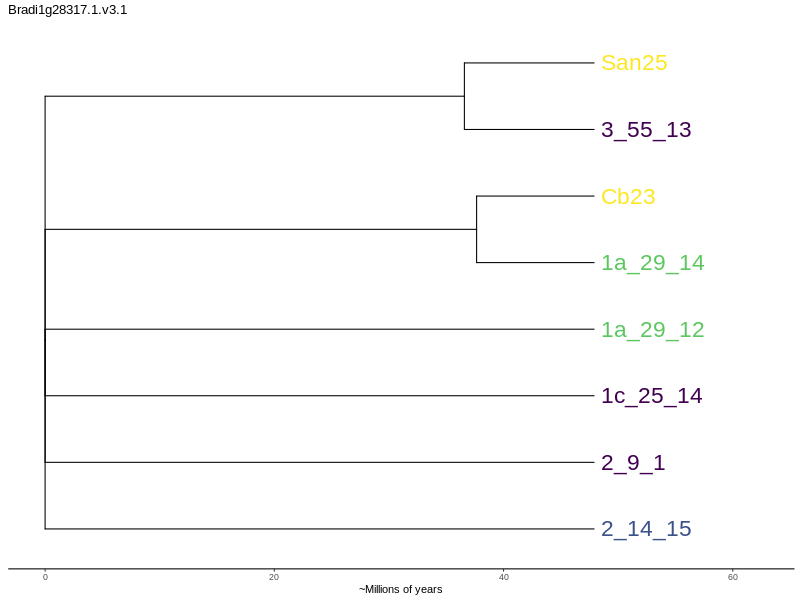 Bradi1g28317.1.v3.1
San25
3_55_13
Cb23
1a_29_14
1a_29_12
1c_25_14
2_9_1
2_14_15
0 20 40 60
~Millions of years